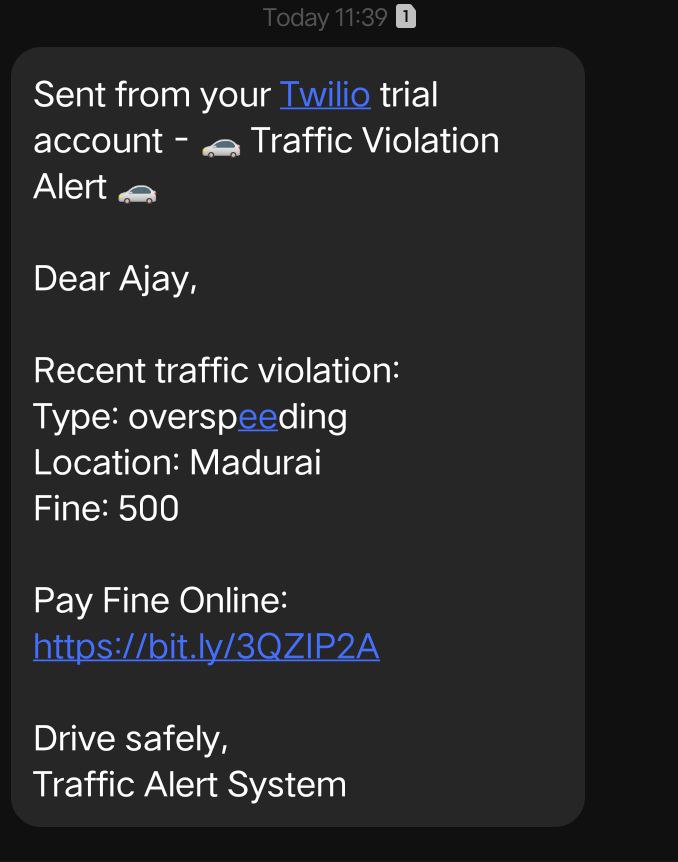 Today 11:39 1
Sent from your Twilio trial
account - 🚗 Traffic Violation
Alert 🚗
Dear Ajay,
Recent traffic violation:
Type: overspeeding
Location: Madurai
Fine: 500
Pay Fine Online:
https://bit.ly/3QZIP2A
Drive safely,
Traffic Alert System